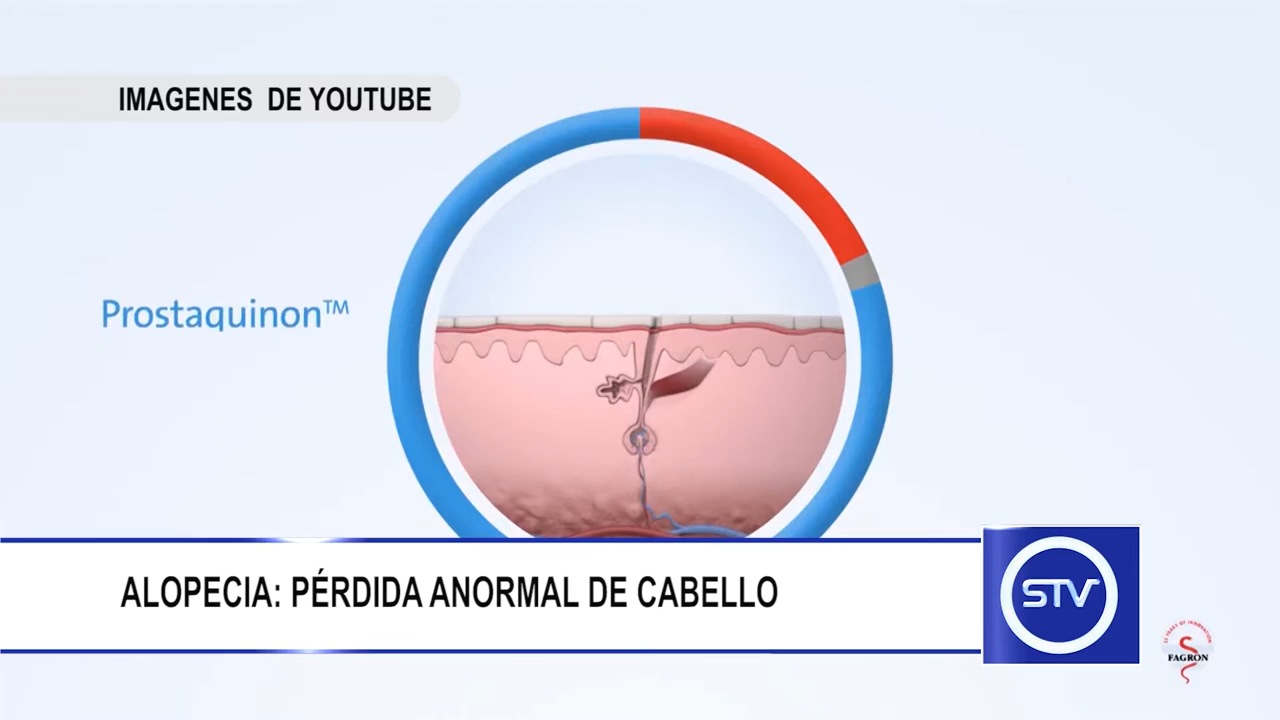 IMAGENES DE YOUTUBE
Prostaquinon™
ALOPECIA: PÉRDIDA ANORMAL DE CABELLO
STV
FAGRON